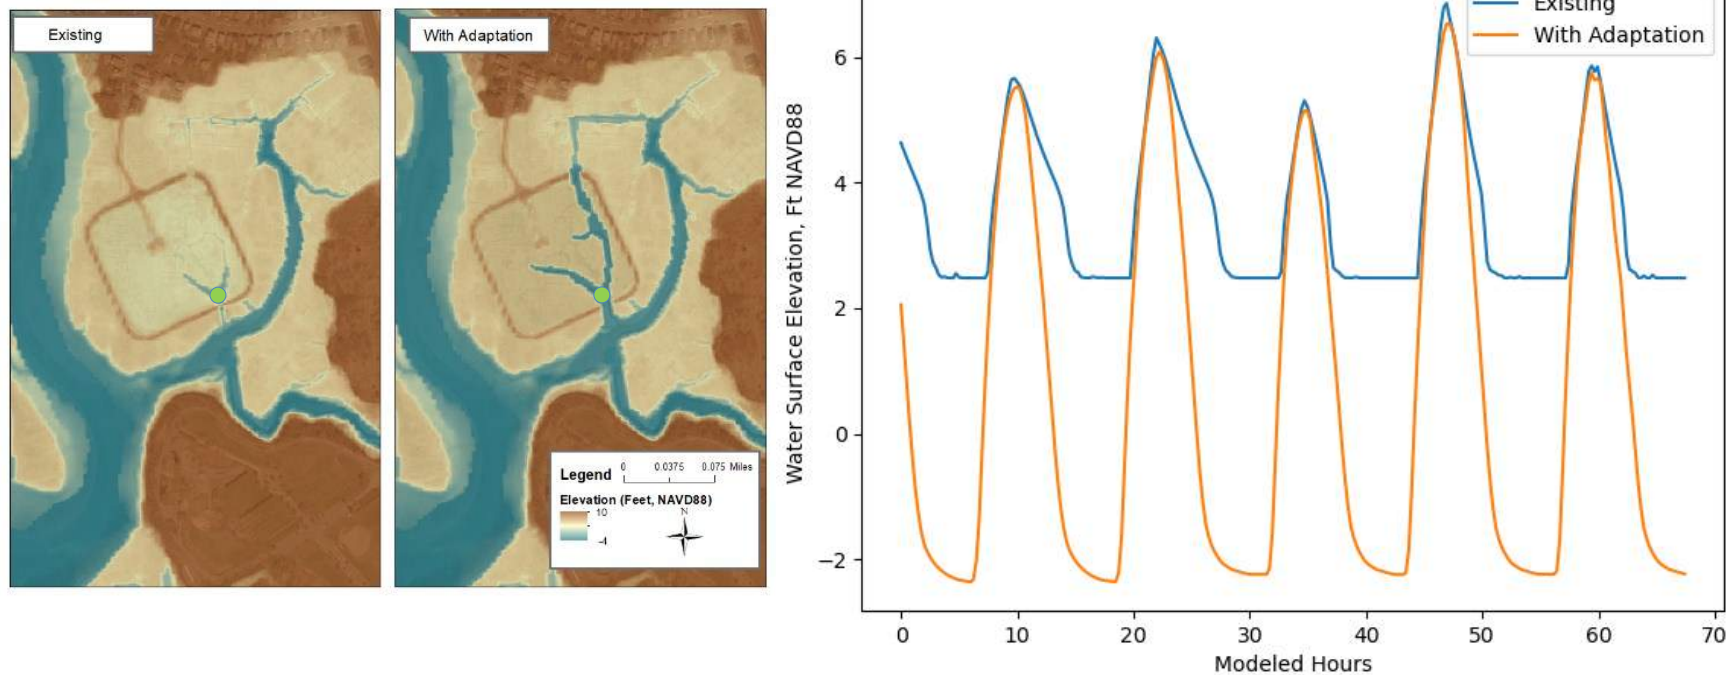 Existing
With Adaptation
Legend
0 0.0375 0.075 Miles
Elevation (Feet, NAVD88)
10
-4
N
Existing
With Adaptation
Water Surface Elevation, Ft NAVD88
6
4
2
0
−2
0 10 20 30 40 50 60 70
Modeled Hours